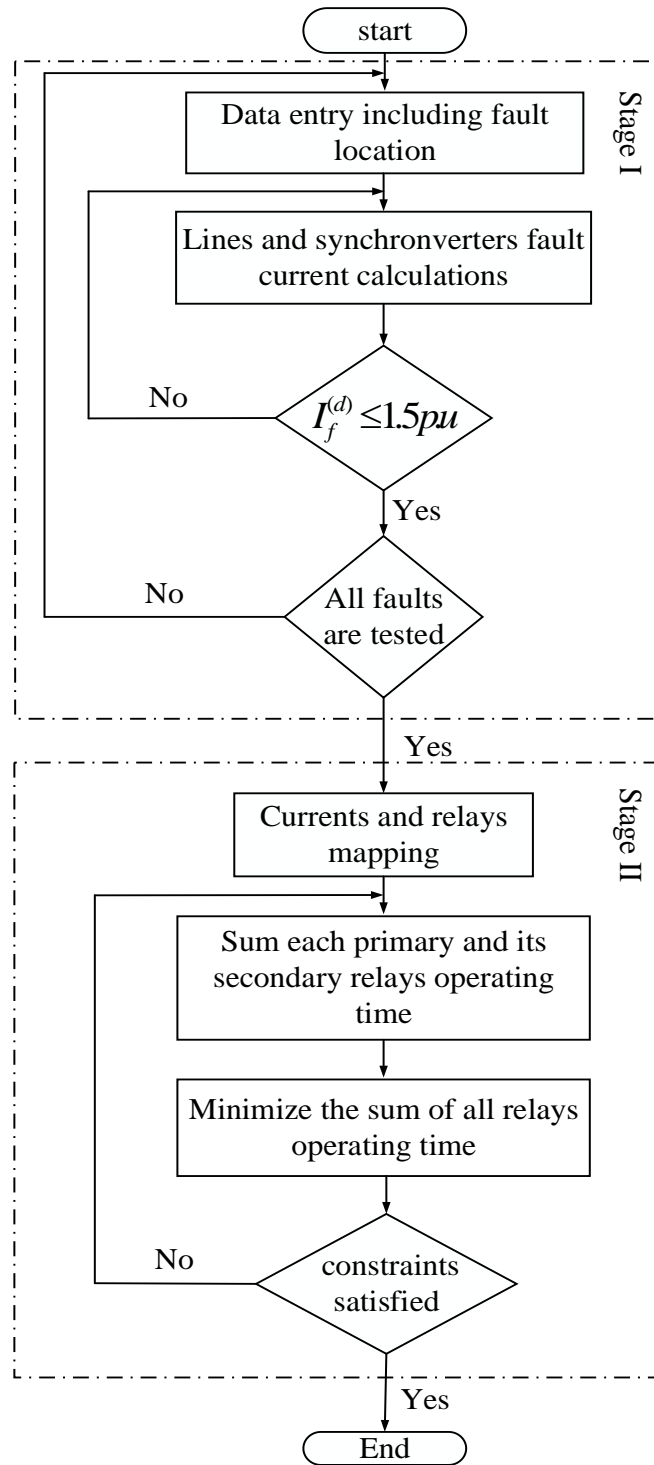 start
Stage I
Data entry including fault
location
Lines and synchronverters fault
current calculations
No
I_f^{(d)} ≤1.5p.u
Yes
No
All faults
are tested
Yes
Stage II
Currents and relays
mapping
Sum each primary and its
secondary relays operating
time
Minimize the sum of all relays
operating time
No
constraints
satisfied
Yes
End